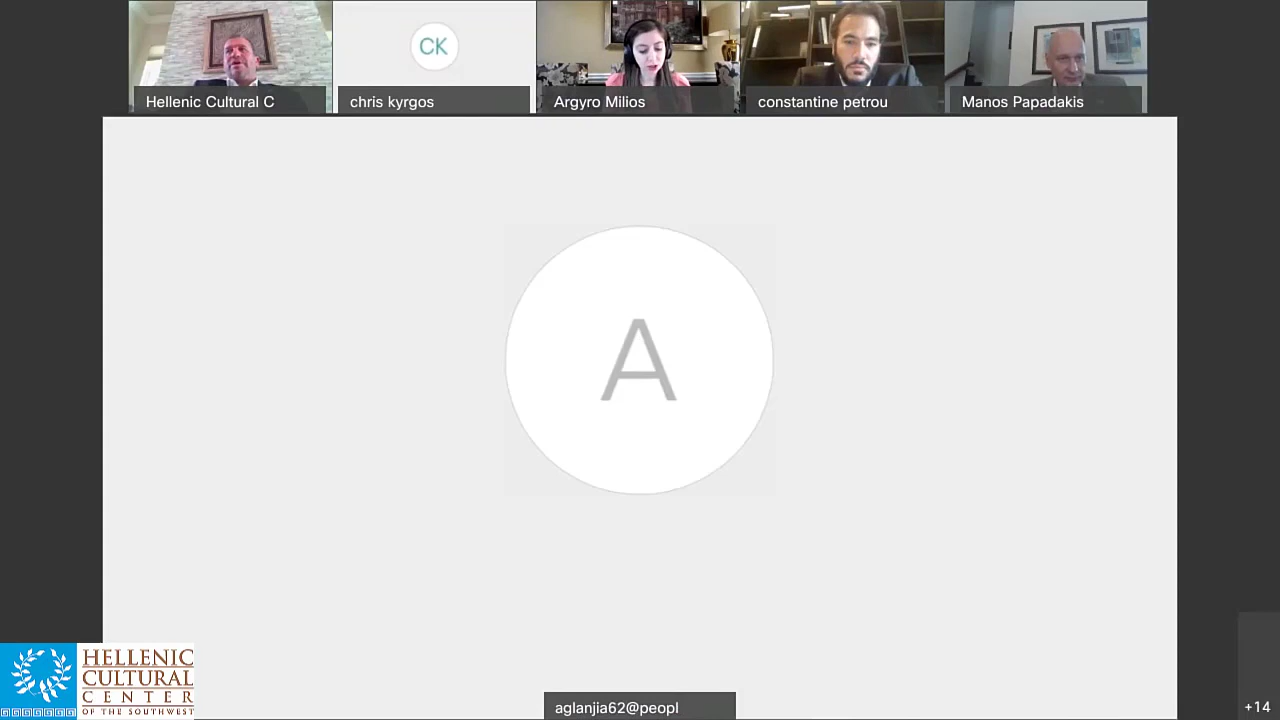 CK
Hellenic Cultural C
chris kyrgos
Argyro Milios
constantine petrou
Manos Papadakis
A
HELLENIC
CULTURAL
CENTER
OF THE SOUTHWEST
aglanjia62@peopl
+14